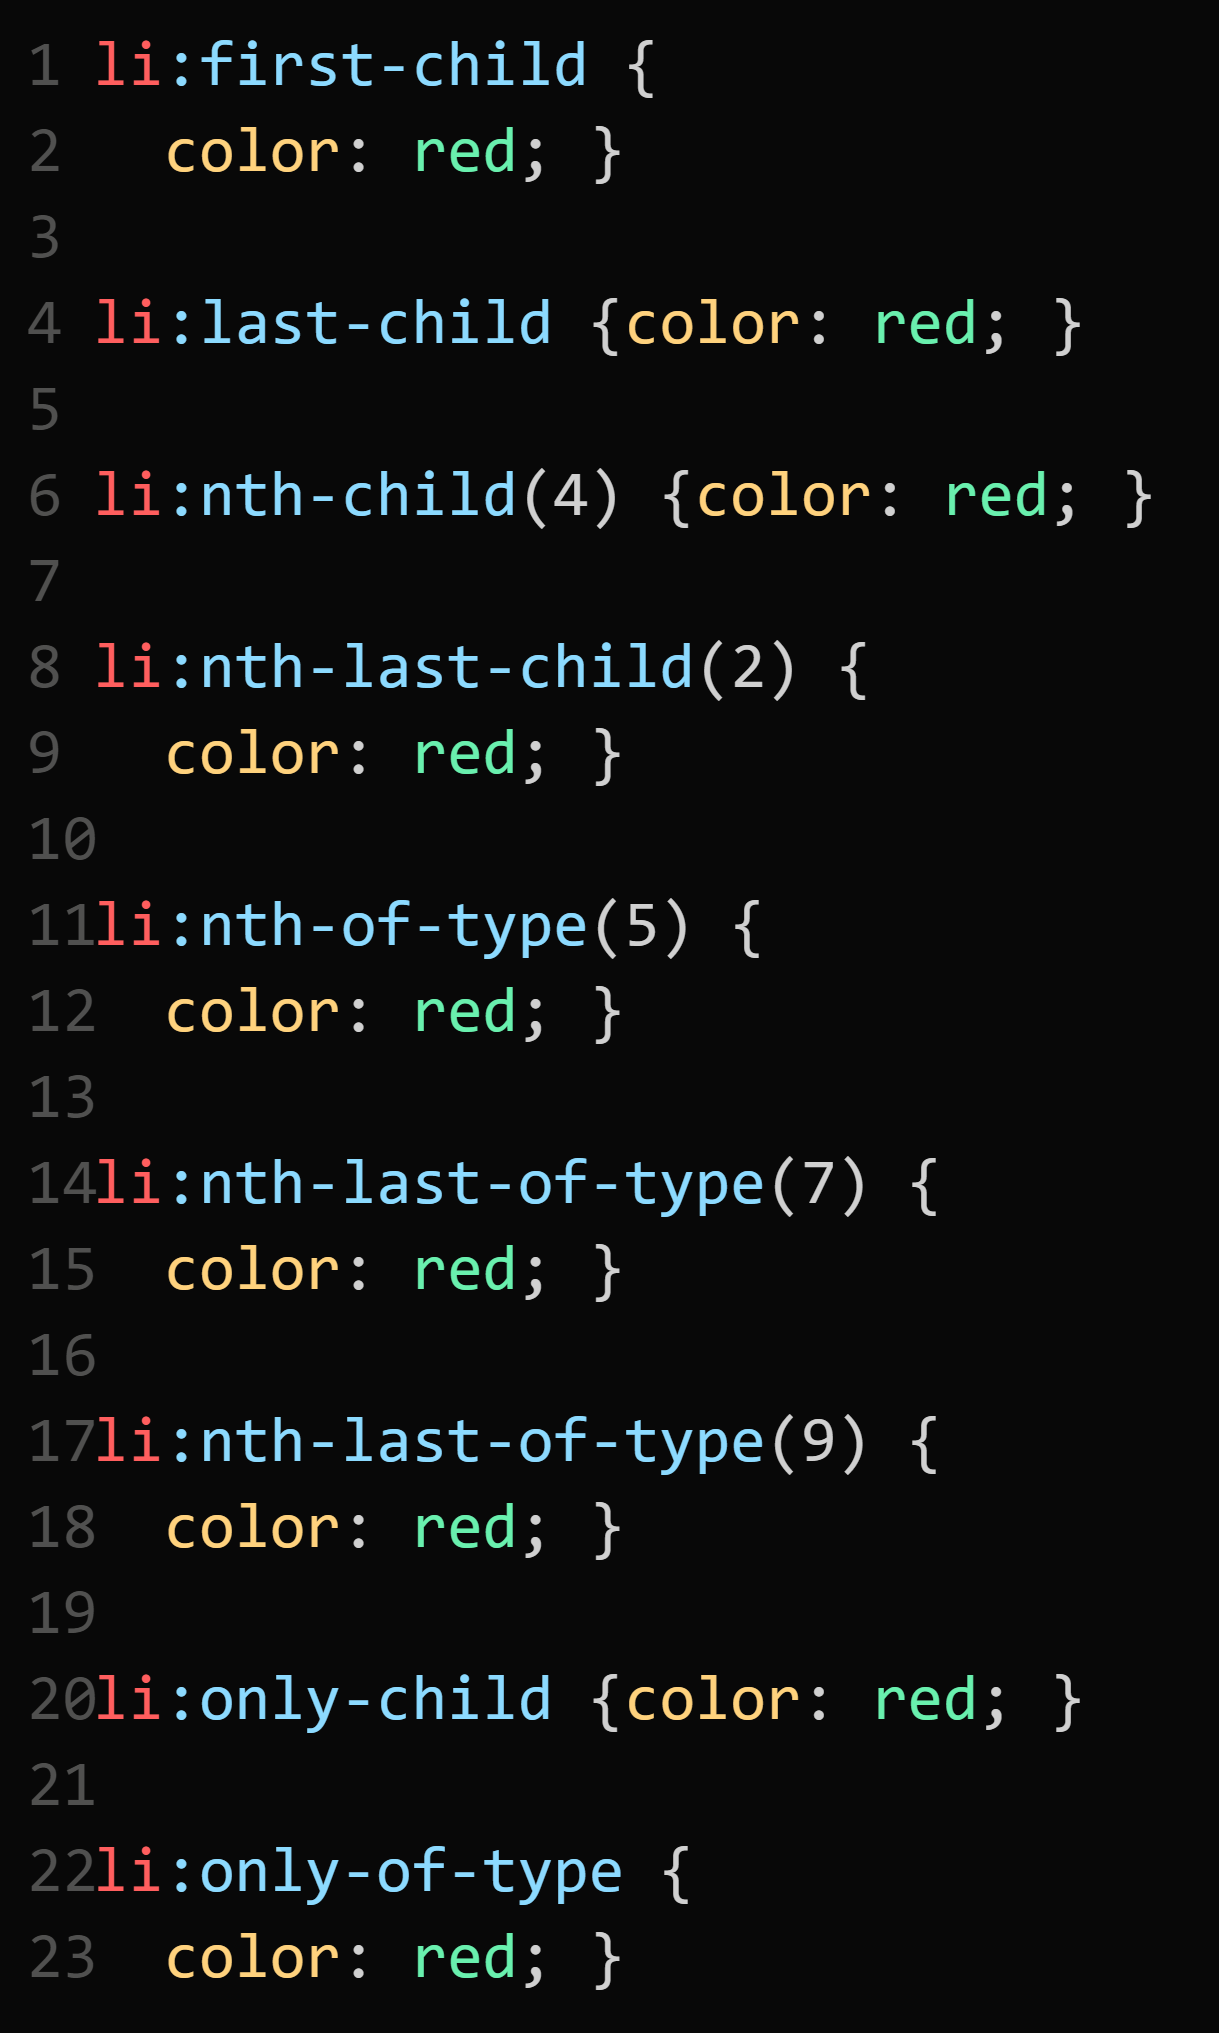 1 li:first-child {
2   color: red; }
3
4 li:last-child {color: red; }
5
6 li:nth-child(4) {color: red; }
7
8 li:nth-last-child(2) {
9   color: red; }
10
11li:nth-of-type(5) {
12  color: red; }
13
14li:nth-last-of-type(7) {
15  color: red; }
16
17li:nth-last-of-type(9) {
18  color: red; }
19
20li:only-child {color: red; }
21
22li:only-of-type {
23  color: red; }